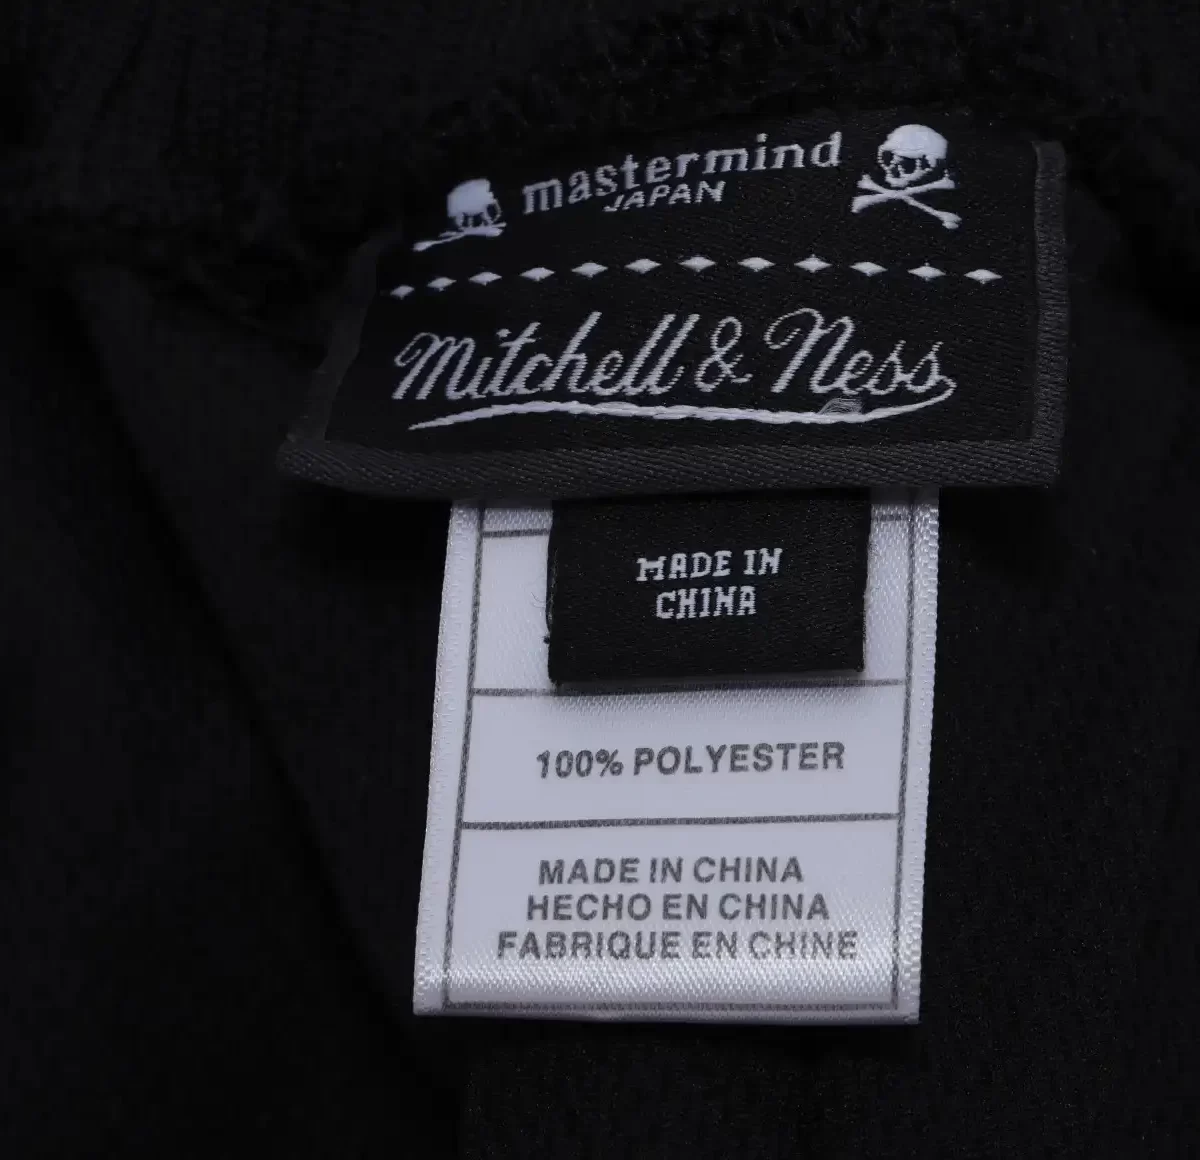 mastermind
JAPAN
Mitchell & Ness
MADE IN
CHINA
100% POLYESTER
MADE IN CHINA
HECHO EN CHINA
FABRIQUE EN CHINE